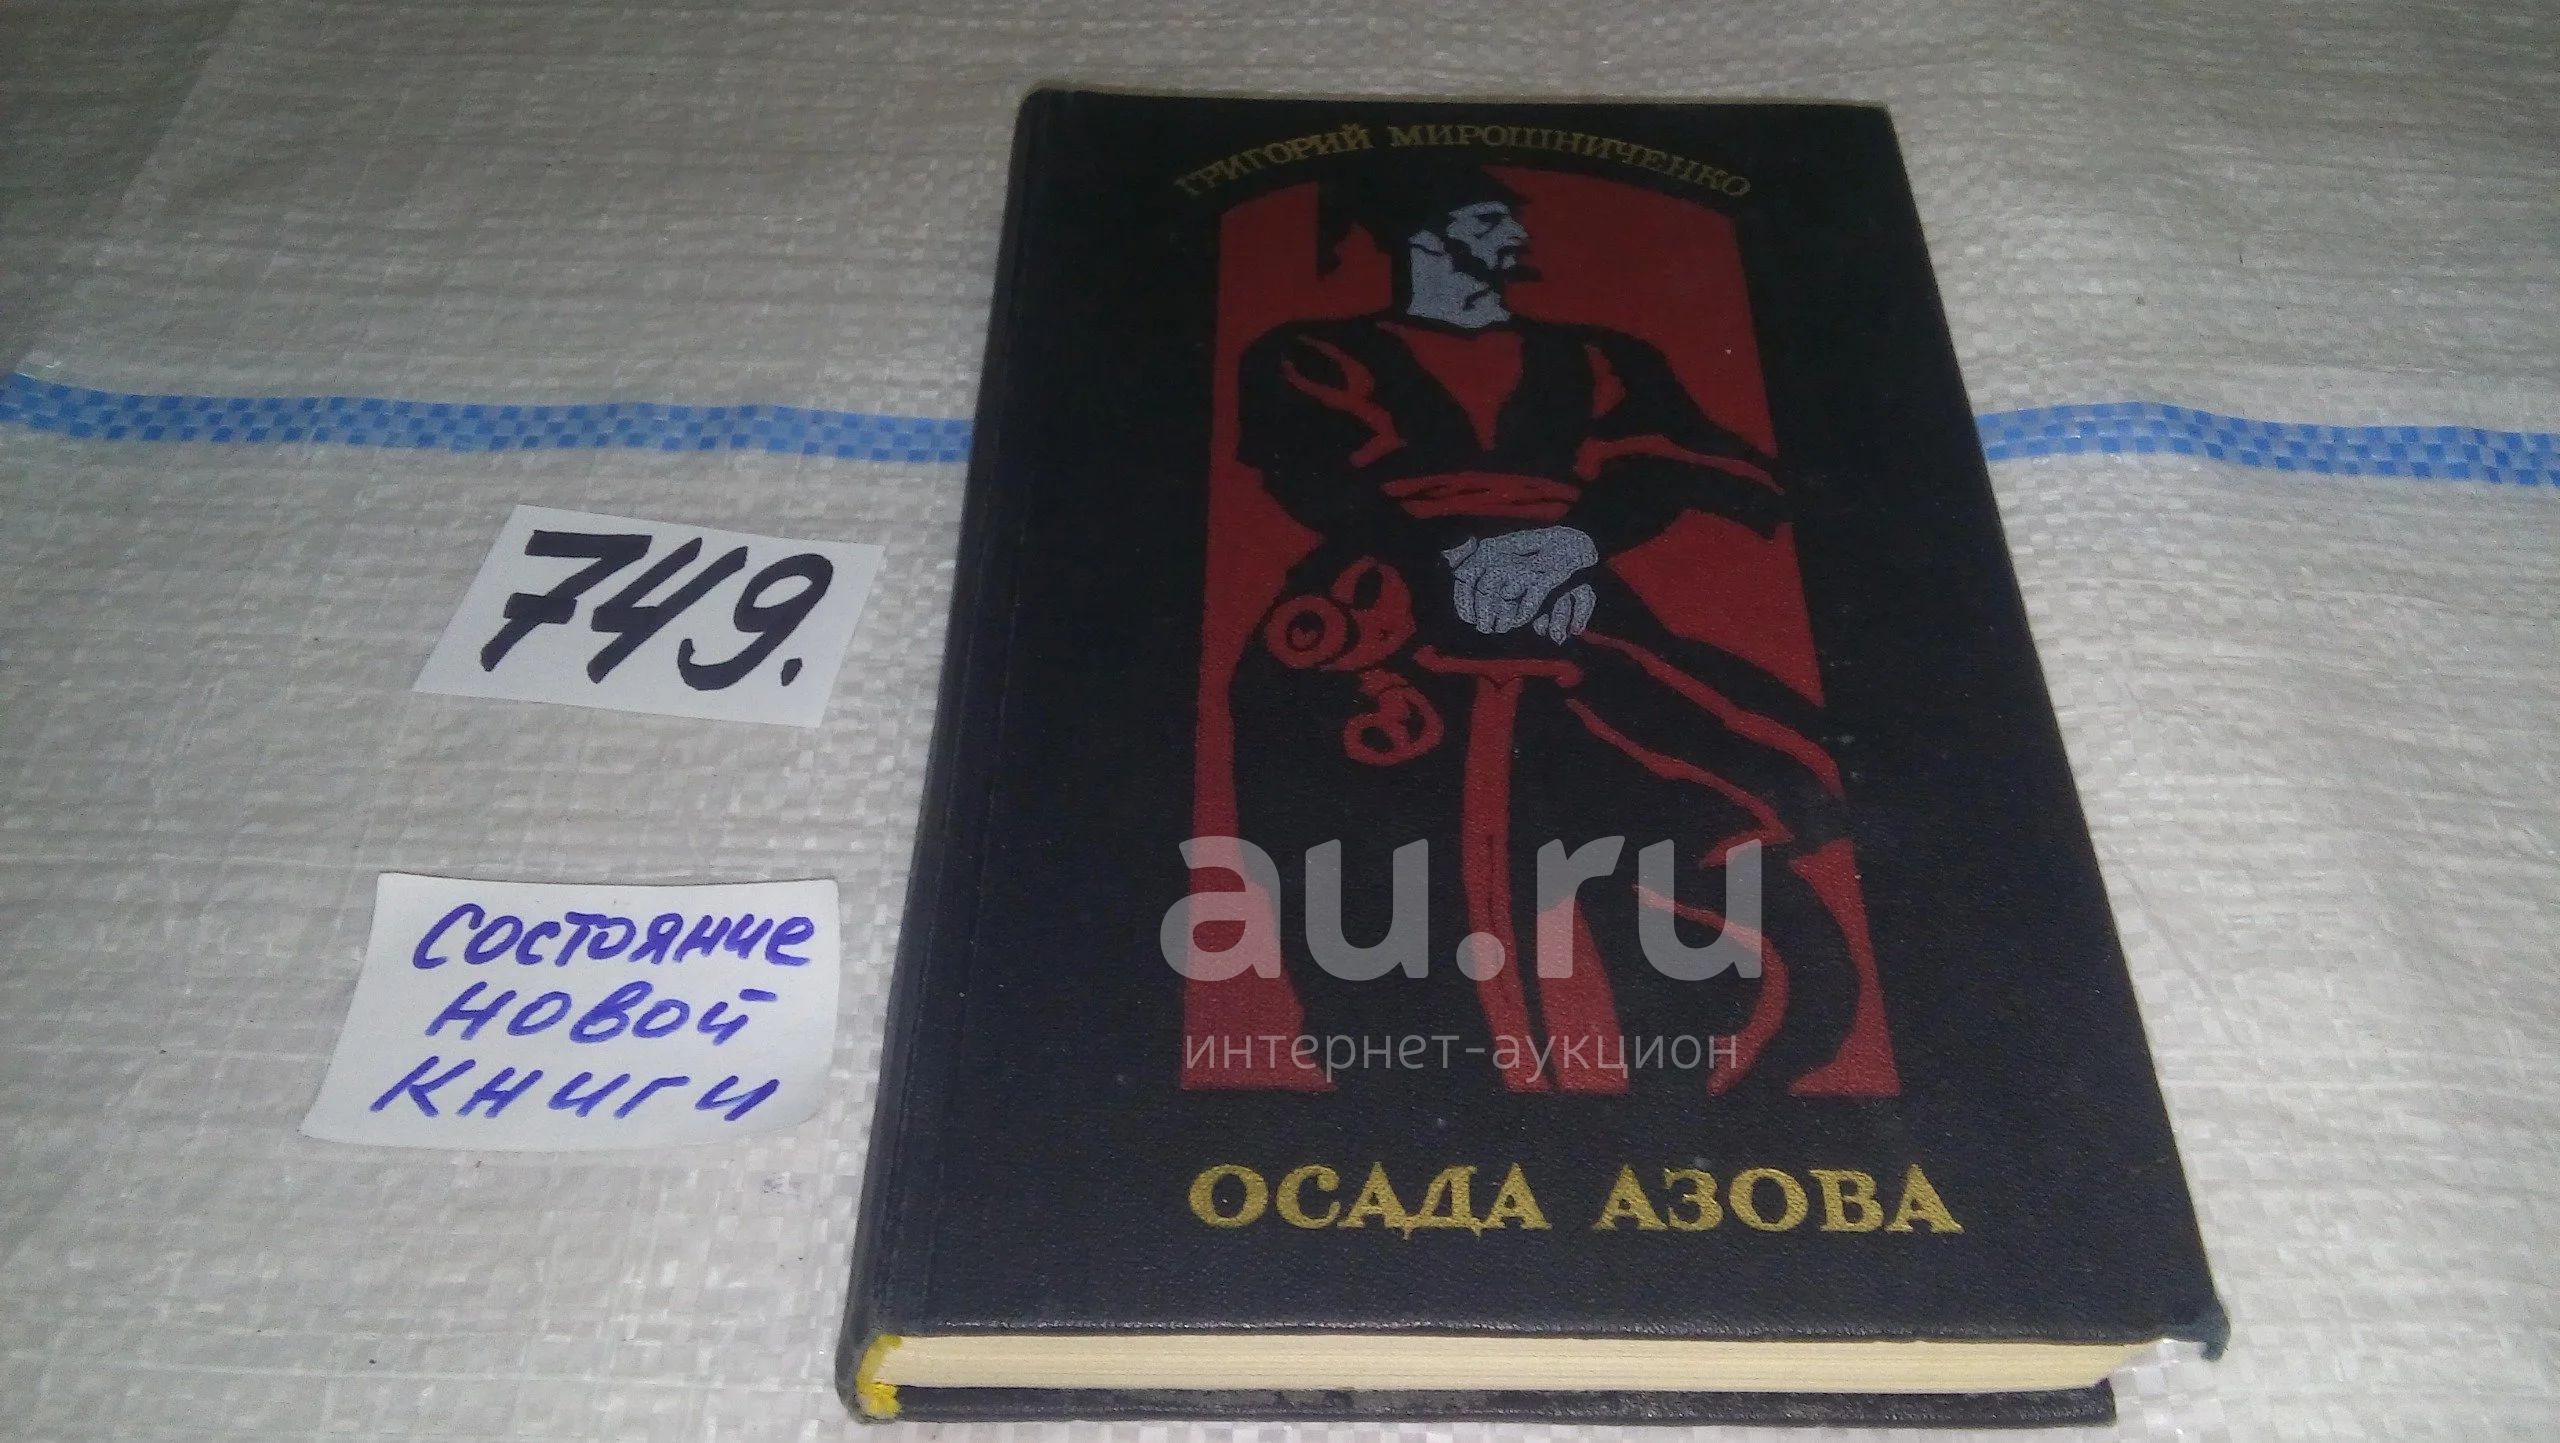 ГРИГОРИЙ МИРОШНИЧЕНКО
749.
состояние
новой
книги
au.ru
интернет-аукцион
ОСАДА АЗОВА